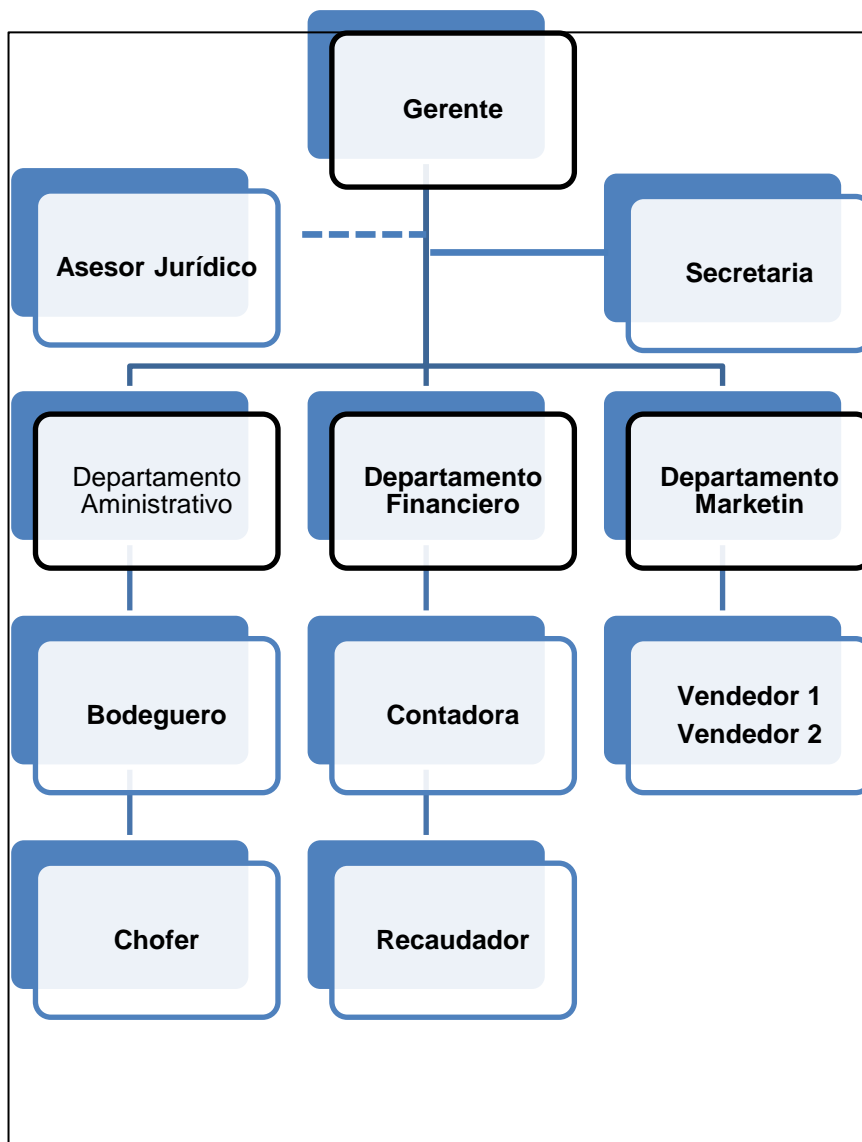 Gerente
Asesor Jurídico
Secretaria
Departamento
Aministrativo
Departamento
Financiero
Departamento
Marketin
Bodeguero
Contadora
Vendedor 1
Vendedor 2
Chofer
Recaudador